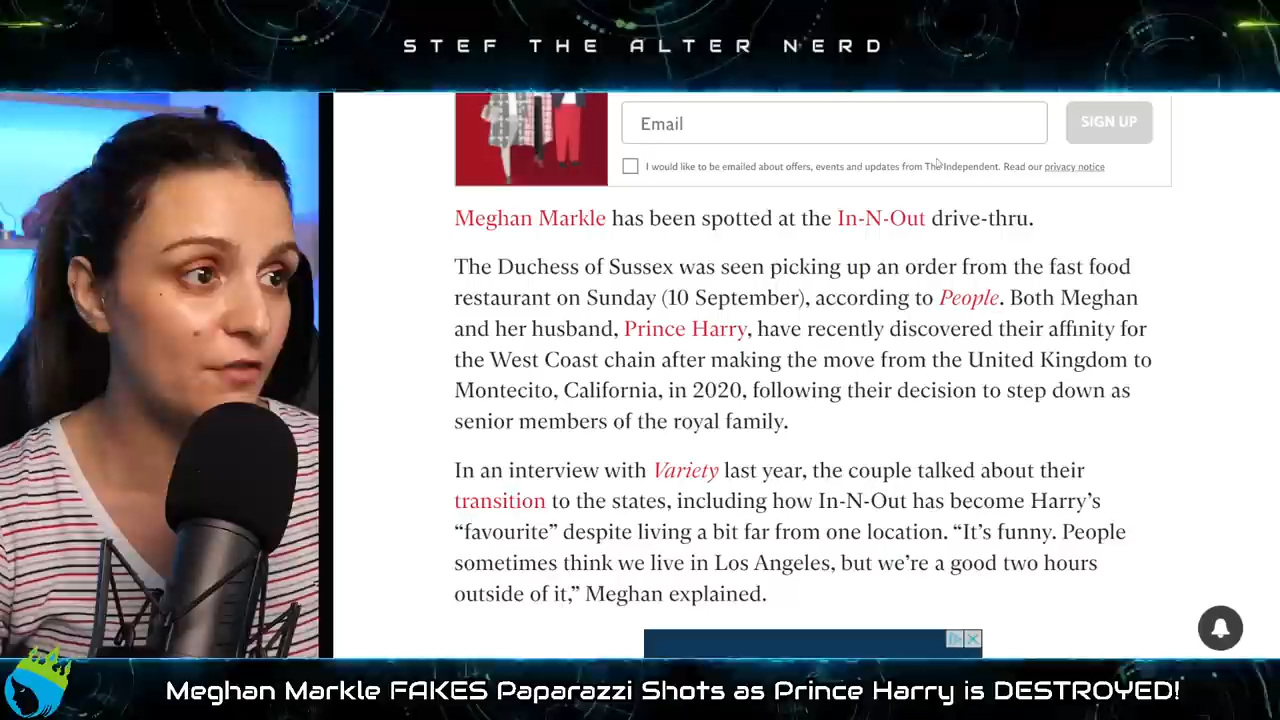 STEF THE ALTER NERD
Email
SIGN UP
I would like to be emailed about offers, events and updates from The Independent. Read our privacy notice
Meghan Markle has been spotted at the In-N-Out drive-thru.
The Duchess of Sussex was seen picking up an order from the fast food
restaurant on Sunday (10 September), according to People. Both Meghan
and her husband, Prince Harry, have recently discovered their affinity for
the West Coast chain after making the move from the United Kingdom to
Montecito, California, in 2020, following their decision to step down as
senior members of the royal family.
In an interview with Variety last year, the couple talked about their
transition to the states, including how In-N-Out has become Harry’s
“favourite” despite living a bit far from one location. “It’s funny. People
sometimes think we live in Los Angeles, but we’re a good two hours
outside of it,” Meghan explained.
Meghan Markle FAKES Paparazzi Shots as Prince Harry is DESTROYED!